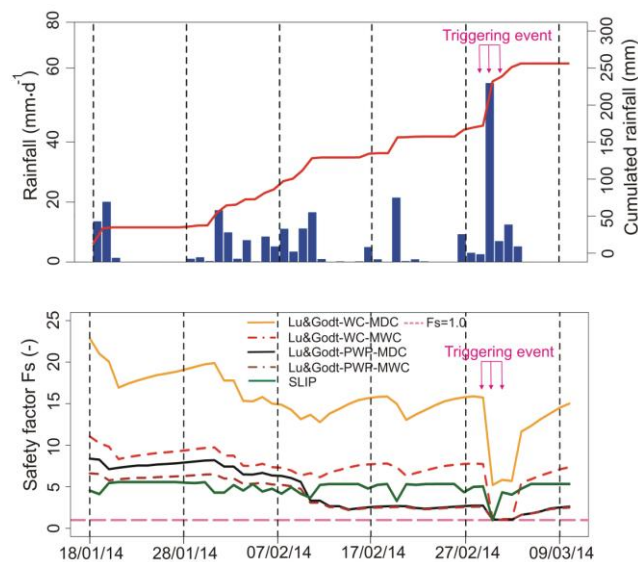 80
60
40
20
0
Rainfall (mm·d⁻¹)
Triggering event
300
250
200
150
100
50
0
Cumulated rainfall (mm)
25
20
15
10
5
0
Safety factor Fs (-)
Lu&Godt-WC-MDC Fs=1.0
Lu&Godt-WC-MWC
Lu&Godt-PWP-MDC
Lu&Godt-PWP-MWC
SLIP
Triggering event
18/01/14 28/01/14 07/02/14 17/02/14 27/02/14 09/03/14